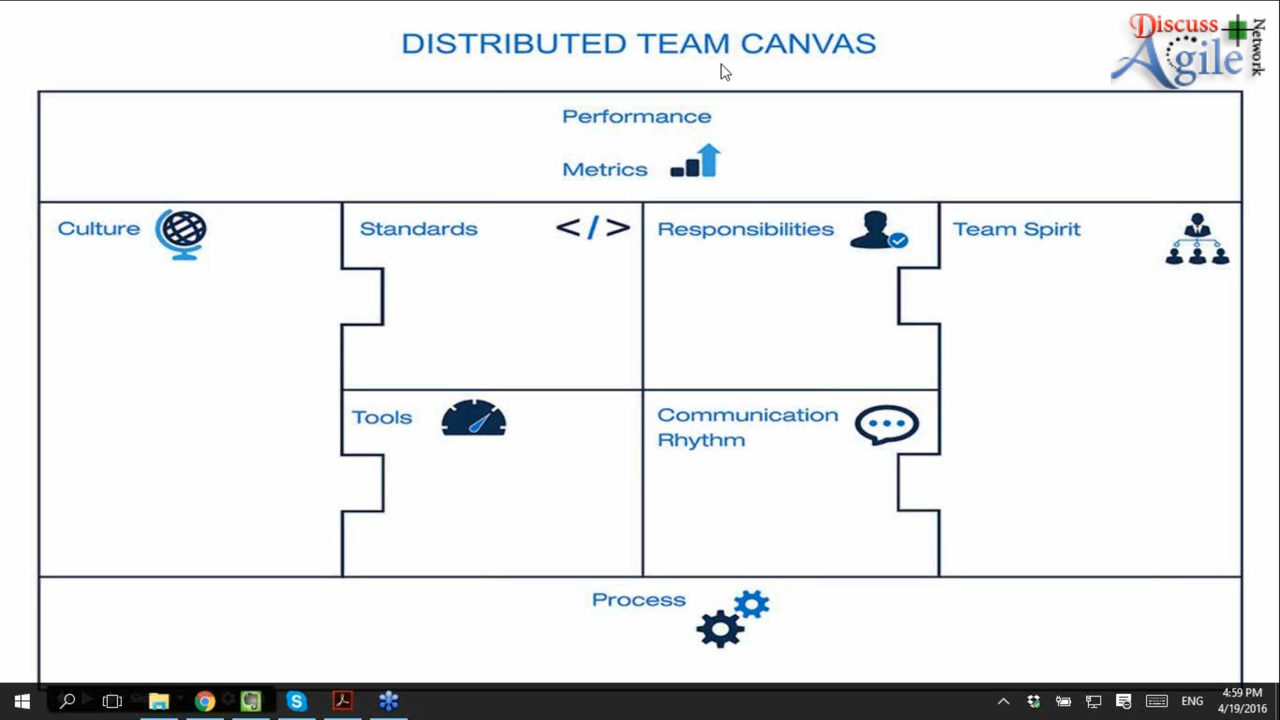 DISTRIBUTED TEAM CANVAS
Discuss
Agile
Network
Performance
Metrics
Culture
Standards
</>
Responsibilities
Team Spirit
Tools
Communication
Rhythm
Process
ENG
4:59 PM
4/19/2016